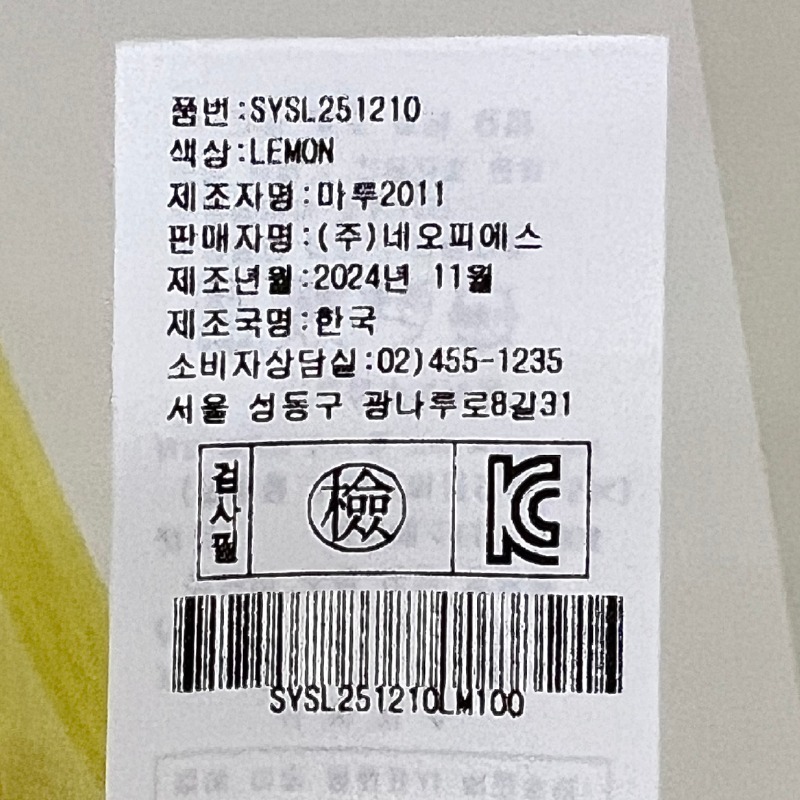 품번:SYSL251210
색상:LEMON
제조자명:마루2011
판매자명:(주)네오피에스
제조년월:2024년 11월
제조국명:한국
소비자상담실:02)455-1235
서울 성동구 광나루로8길31
검사필 檢 KC
SYSL251210LM100